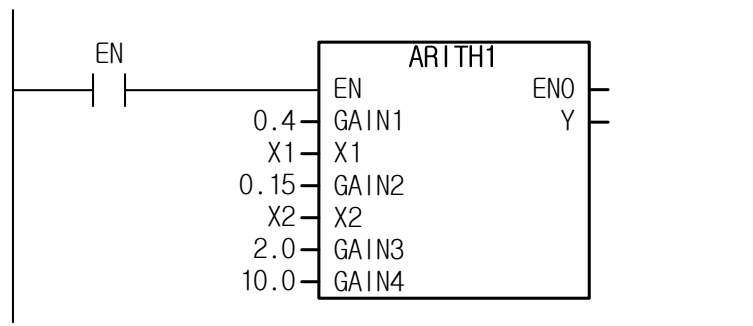 EN
ARITH1
EN ENO
0.4 GAIN1 Y
X1 X1
0.15 GAIN2
X2 X2
2.0 GAIN3
10.0 GAIN4